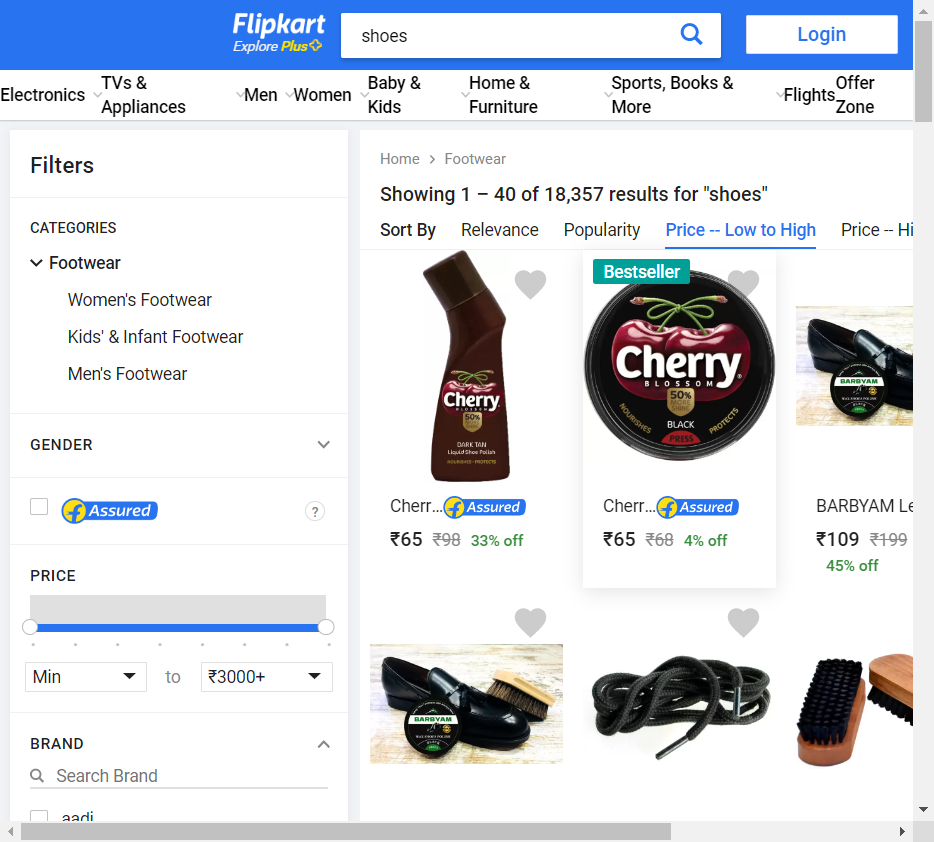 Flipkart
Explore Plus
shoes
Login
Electronics
TVs &
Appliances
Men
Women
Baby &
Kids
Home &
Furniture
Sports, Books &
More
Flights
Offer
Zone
Filters
CATEGORIES
Footwear
Women's Footwear
Kids' & Infant Footwear
Men's Footwear
GENDER
Assured
?
PRICE
Min
to
₹3000+
BRAND
Search Brand
aadi
Home
Footwear
Showing 1 – 40 of 18,357 results for "shoes"
Sort By Relevance Popularity Price -- Low to High Price -- Hi
Cherry
BLOSSOM
50%
DARK TAN
Liquid Shoe Polish
NOURISHES • PROTECTS
Cherr...
Assured
₹65 ₹98 33% off
Bestseller
Cherry
BLOSSOM
50%
MORE
SHINE
NOURISHES
BLACK
PROTECTS
PRESS
Cherr...
Assured
₹65 ₹68 4% off
BARBYAM
BARBYAM Le
₹109 ₹199
45% off
BARBYAM